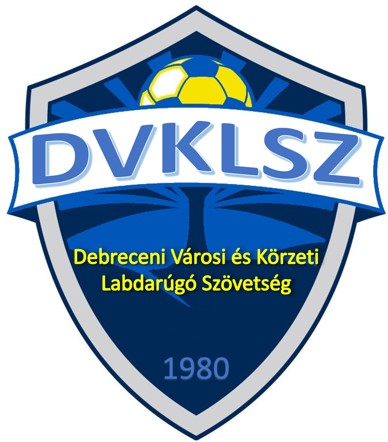 DVKLSZ
Debreceni Városi és Körzeti
Labdarúgó Szövetség
1980